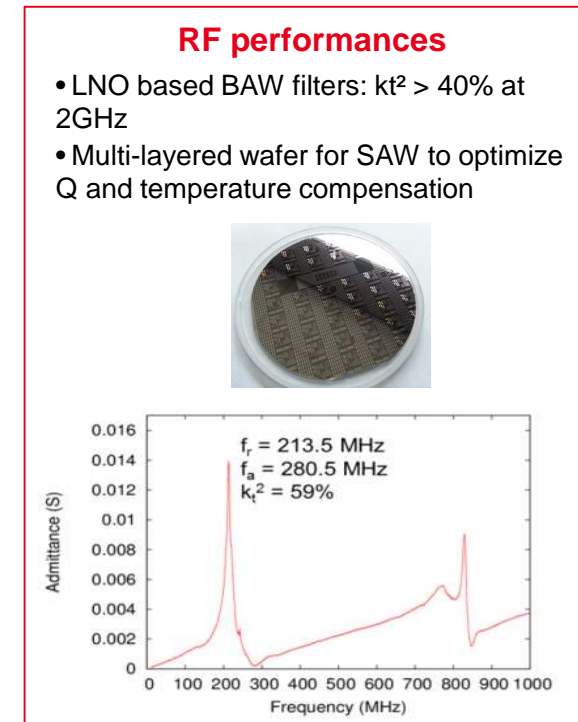 RF performances
• LNO based BAW filters: kt² > 40% at
2GHz
• Multi-layered wafer for SAW to optimize
Q and temperature compensation
0.016
0.014
0.012
0.01
0.008
0.006
0.004
0.002
0
Admittance (S)
fᵣ = 213.5 MHz
fₐ = 280.5 MHz
kₜ² = 59%
0 100 200 300 400 500 600 700 800 900 1000
Frequency (MHz)